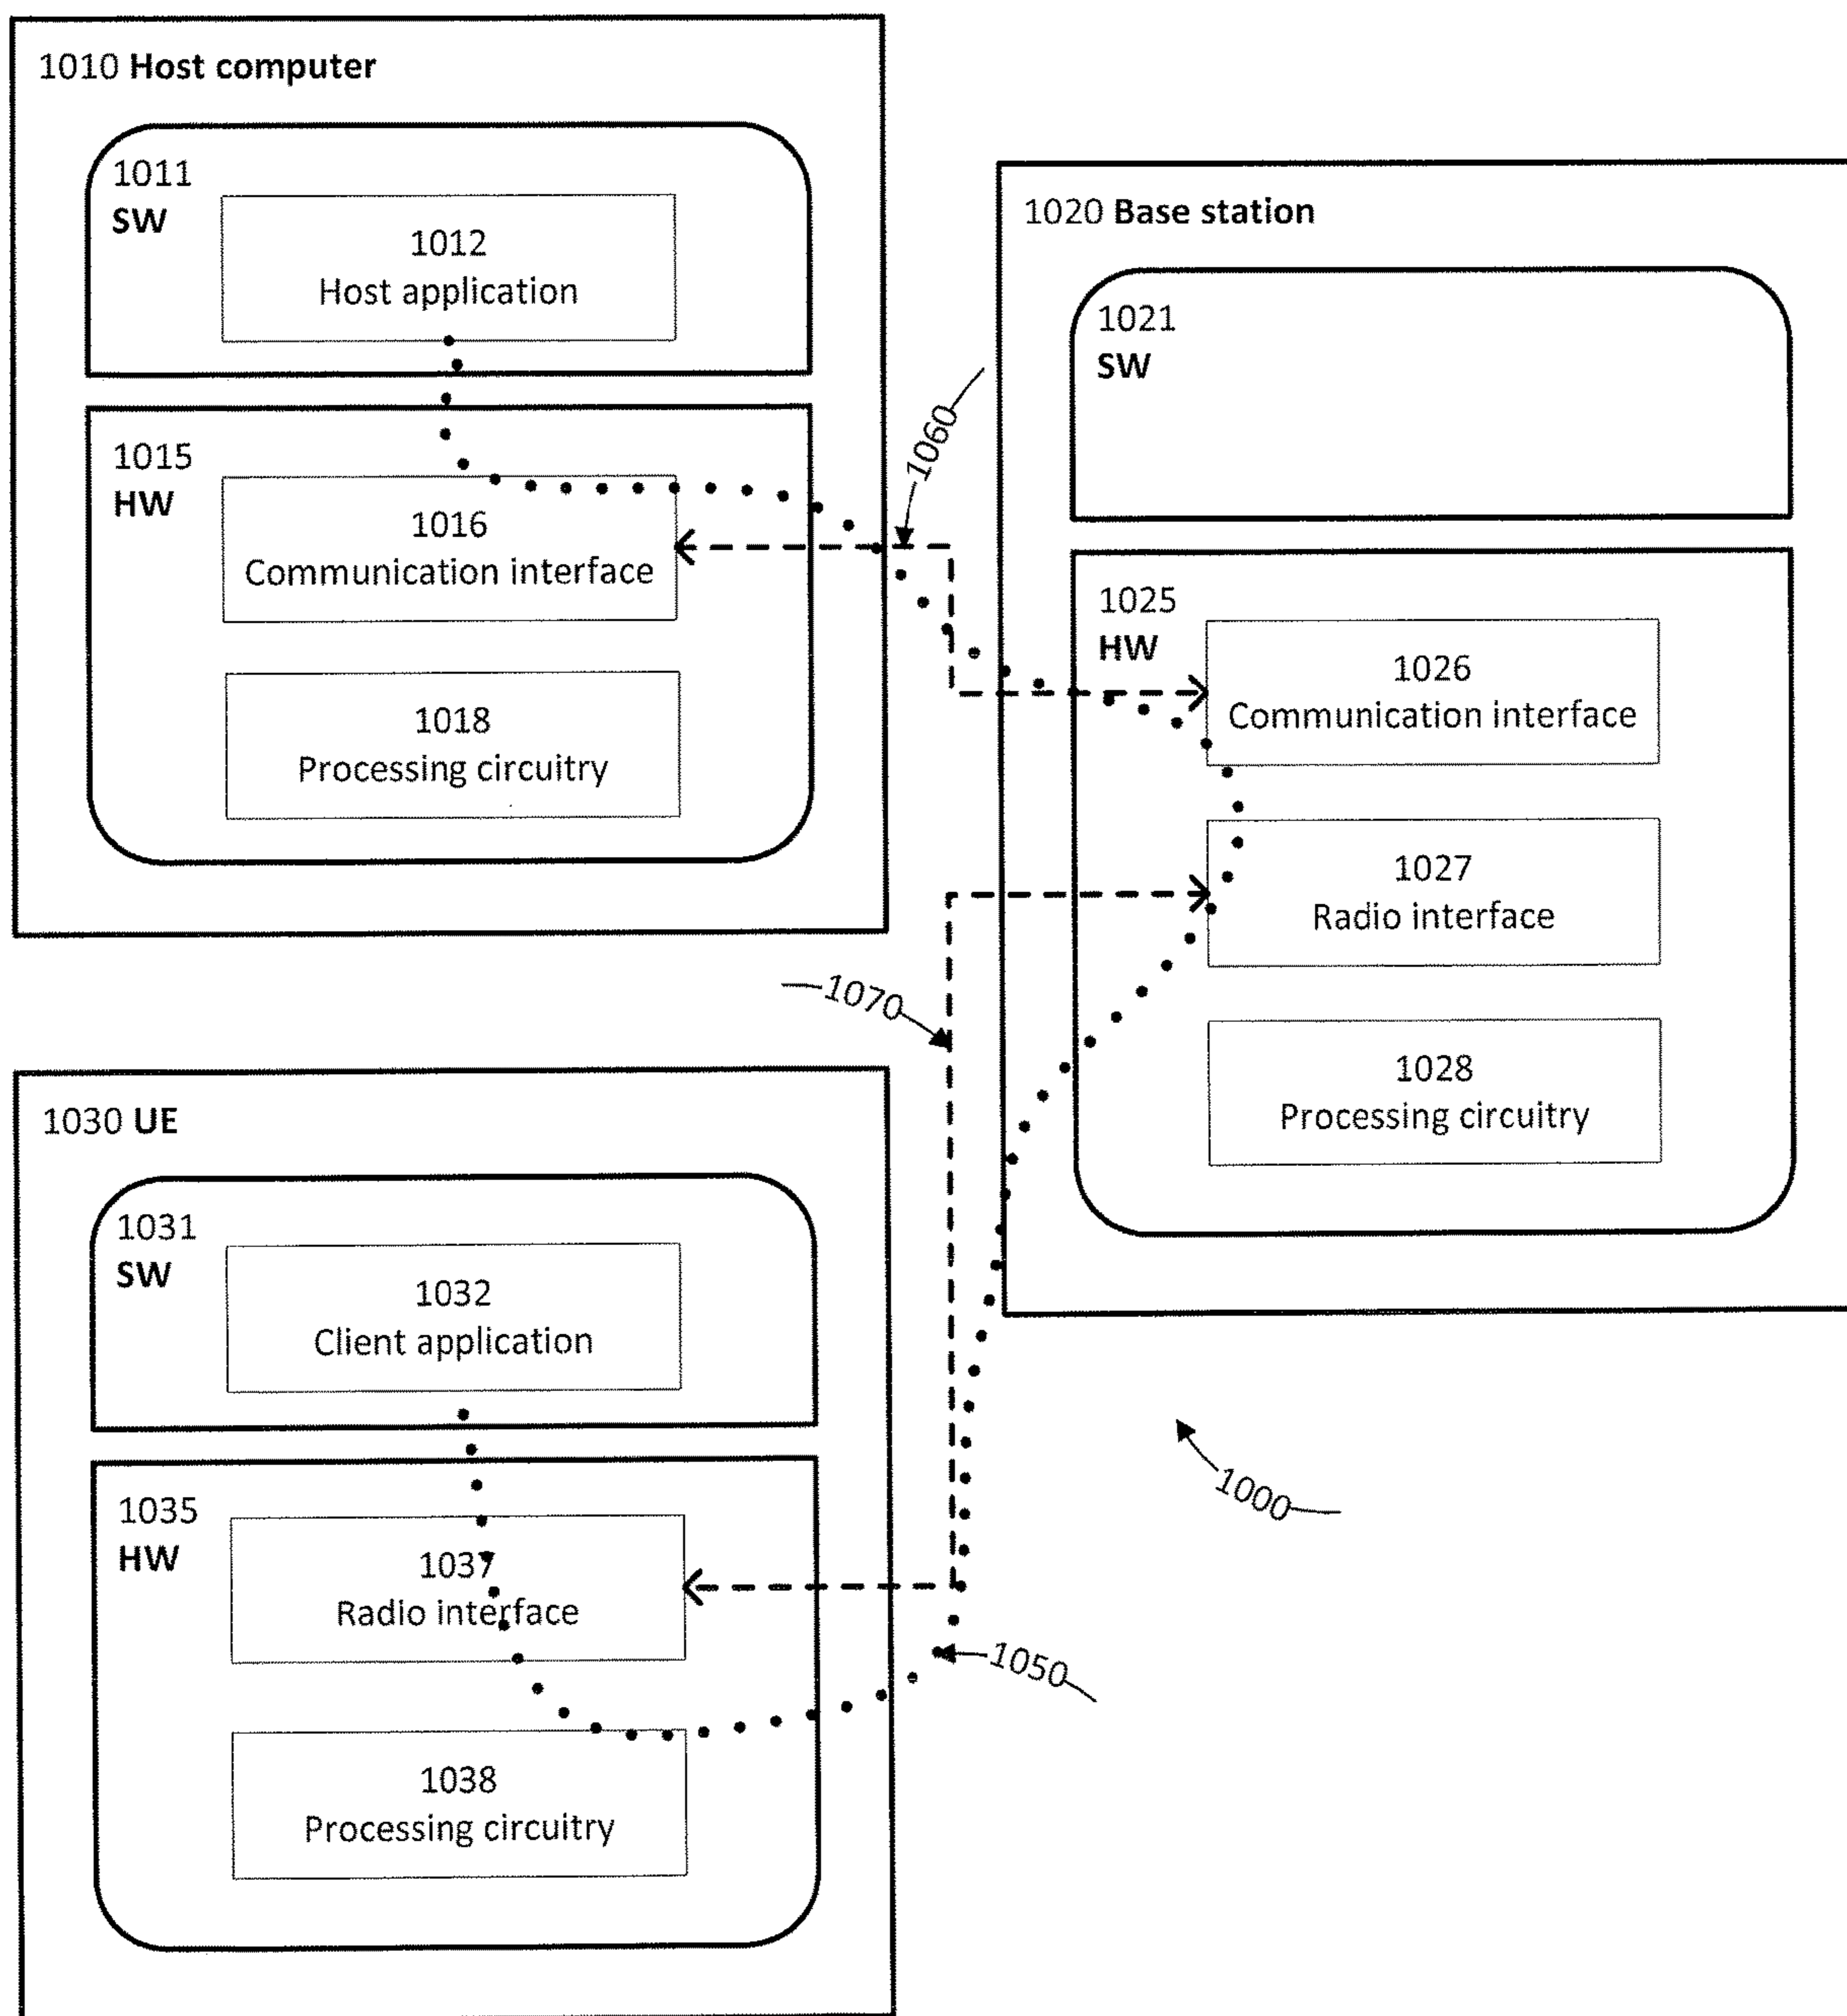 1010 Host computer
1011
SW
1012
Host application
1015
HW
1016
Communication interface
1018
Processing circuitry
1060
1020 Base station
1021
SW
1025
HW
1026
Communication interface
1027
Radio interface
1028
Processing circuitry
1070
1030 UE
1031
SW
1032
Client application
1035
HW
1037
Radio interface
1038
Processing circuitry
1050
1000